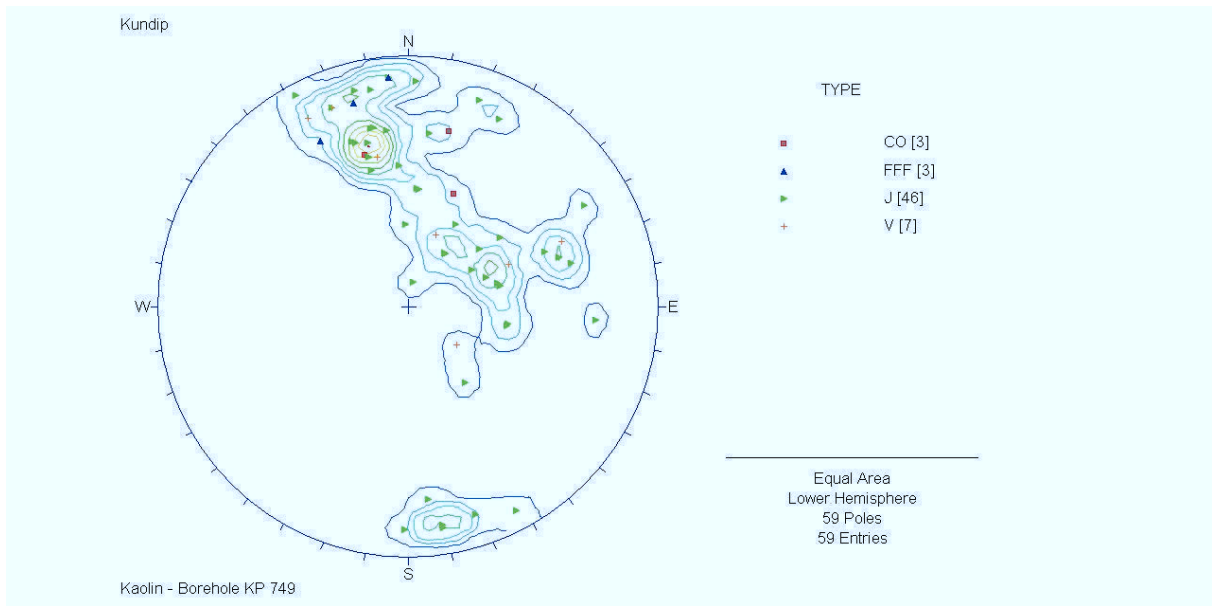 Kundip
N
TYPE
CO [3]
FFF [3]
J [46]
V [7]
W
E
Equal Area
Lower Hemisphere
59 Poles
59 Entries
S
Kaolin - Borehole KP 749